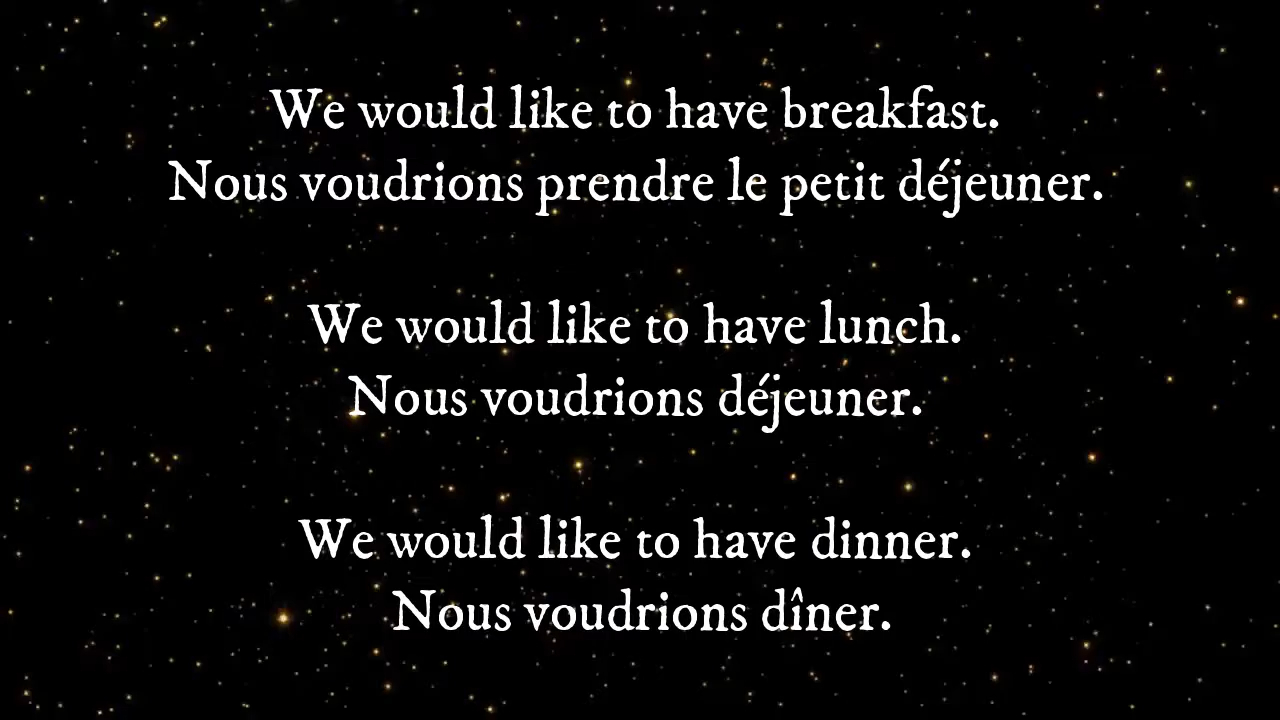 We would like to have breakfast.
Nous voudrions prendre le petit déjeuner.
We would like to have lunch.
Nous voudrions déjeuner.
We would like to have dinner.
Nous voudrions dîner.